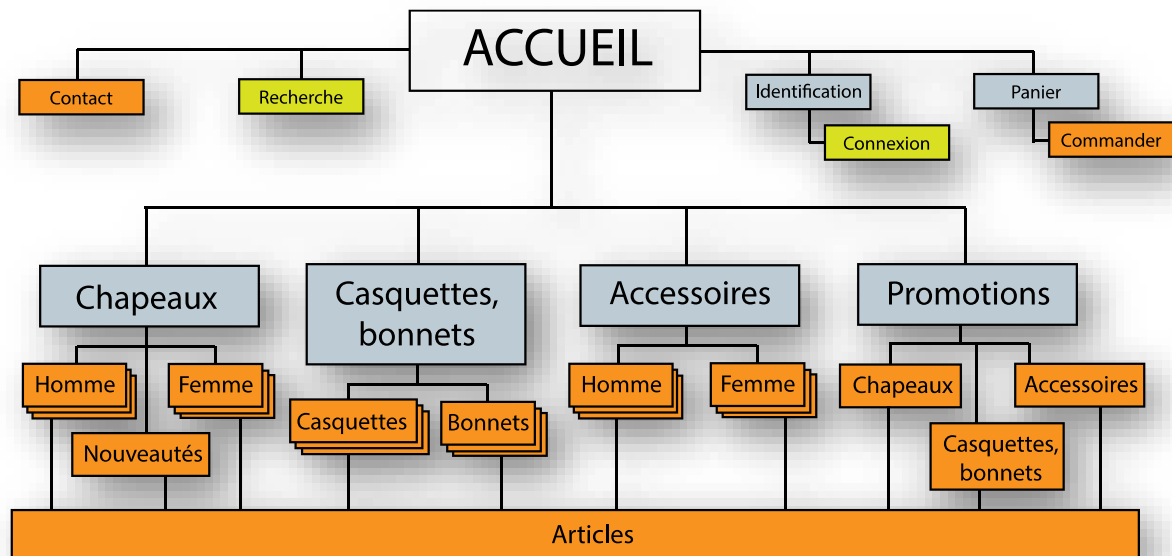 ACCUEIL
Contact
Recherche
Identification
Panier
Connexion
Commander
Chapeaux
Casquettes,
bonnets
Accessoires
Promotions
Homme
Femme
Nouveautés
Casquettes
Bonnets
Homme
Femme
Chapeaux
Accessoires
Casquettes,
bonnets
Articles